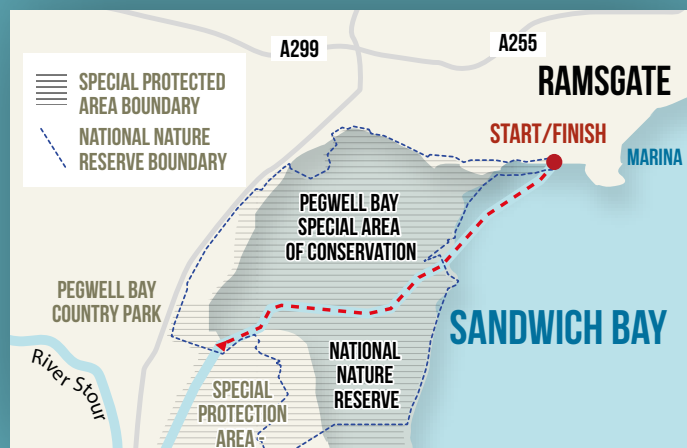 A299
A255
RAMSGATE
SPECIAL PROTECTED
AREA BOUNDARY
NATIONAL NATURE
RESERVE BOUNDARY
START/FINISH
MARINA
PEGWELL BAY
SPECIAL AREA
OF CONSERVATION
PEGWELL BAY
COUNTRY PARK
SANDWICH BAY
River Stour
NATIONAL
NATURE
RESERVE
SPECIAL
PROTECTION
AREA -